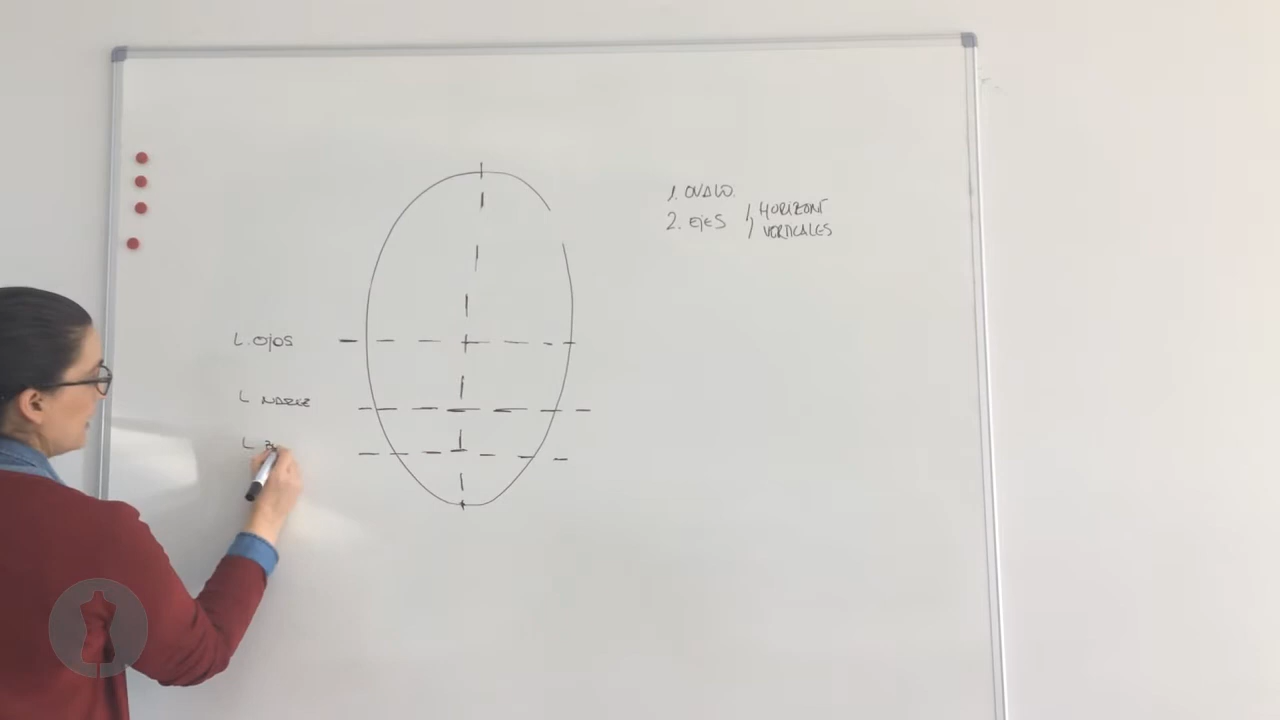 1. OVALO.
2. EJES / HORIZONT
/ VERTICALES
L. OJOS
L NARIZ
L